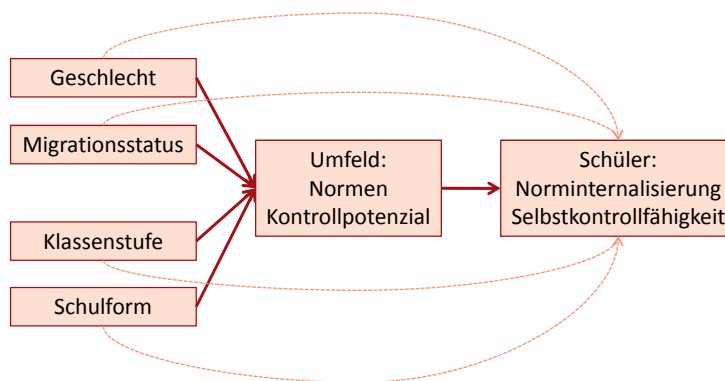 Geschlecht
Migrationsstatus
Klassenstufe
Schulform
Umfeld:
Normen
Kontrollpotenzial
Schüler:
Norminternalisierung
Selbstkontrollfähigkeit